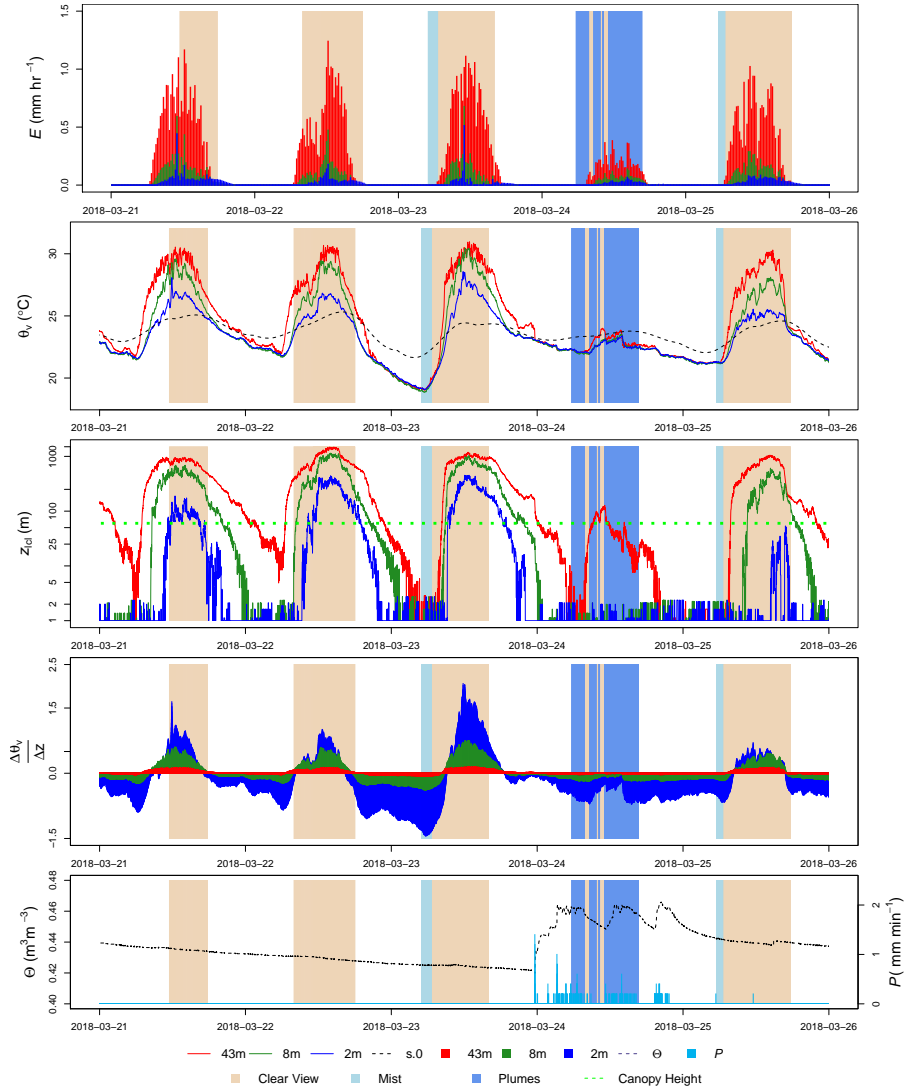 E (mm hr −1)
0.0 0.5 1.0 1.5
2018−03−21 2018−03−22 2018−03−23 2018−03−24 2018−03−25 2018−03−26
θv (°C)
20 25 30
2018−03−21 2018−03−22 2018−03−23 2018−03−24 2018−03−25 2018−03−26
zlcl (m)
1 2 5 25 100 1000
2018−03−21 2018−03−22 2018−03−23 2018−03−24 2018−03−25 2018−03−26
Δθv
Δz
−1.5 0.0 1.5 2.5
2018−03−21 2018−03−22 2018−03−23 2018−03−24 2018−03−25 2018−03−26
Θ (m3m−3)
0.40 0.42 0.44 0.46 0.48
P( mm min−1)
0 1 2
2018−03−21 2018−03−22 2018−03−23 2018−03−24 2018−03−25 2018−03−26
43m 8m 2m s.0 43m 8m 2m Θ P
Clear View Mist Plumes Canopy Height